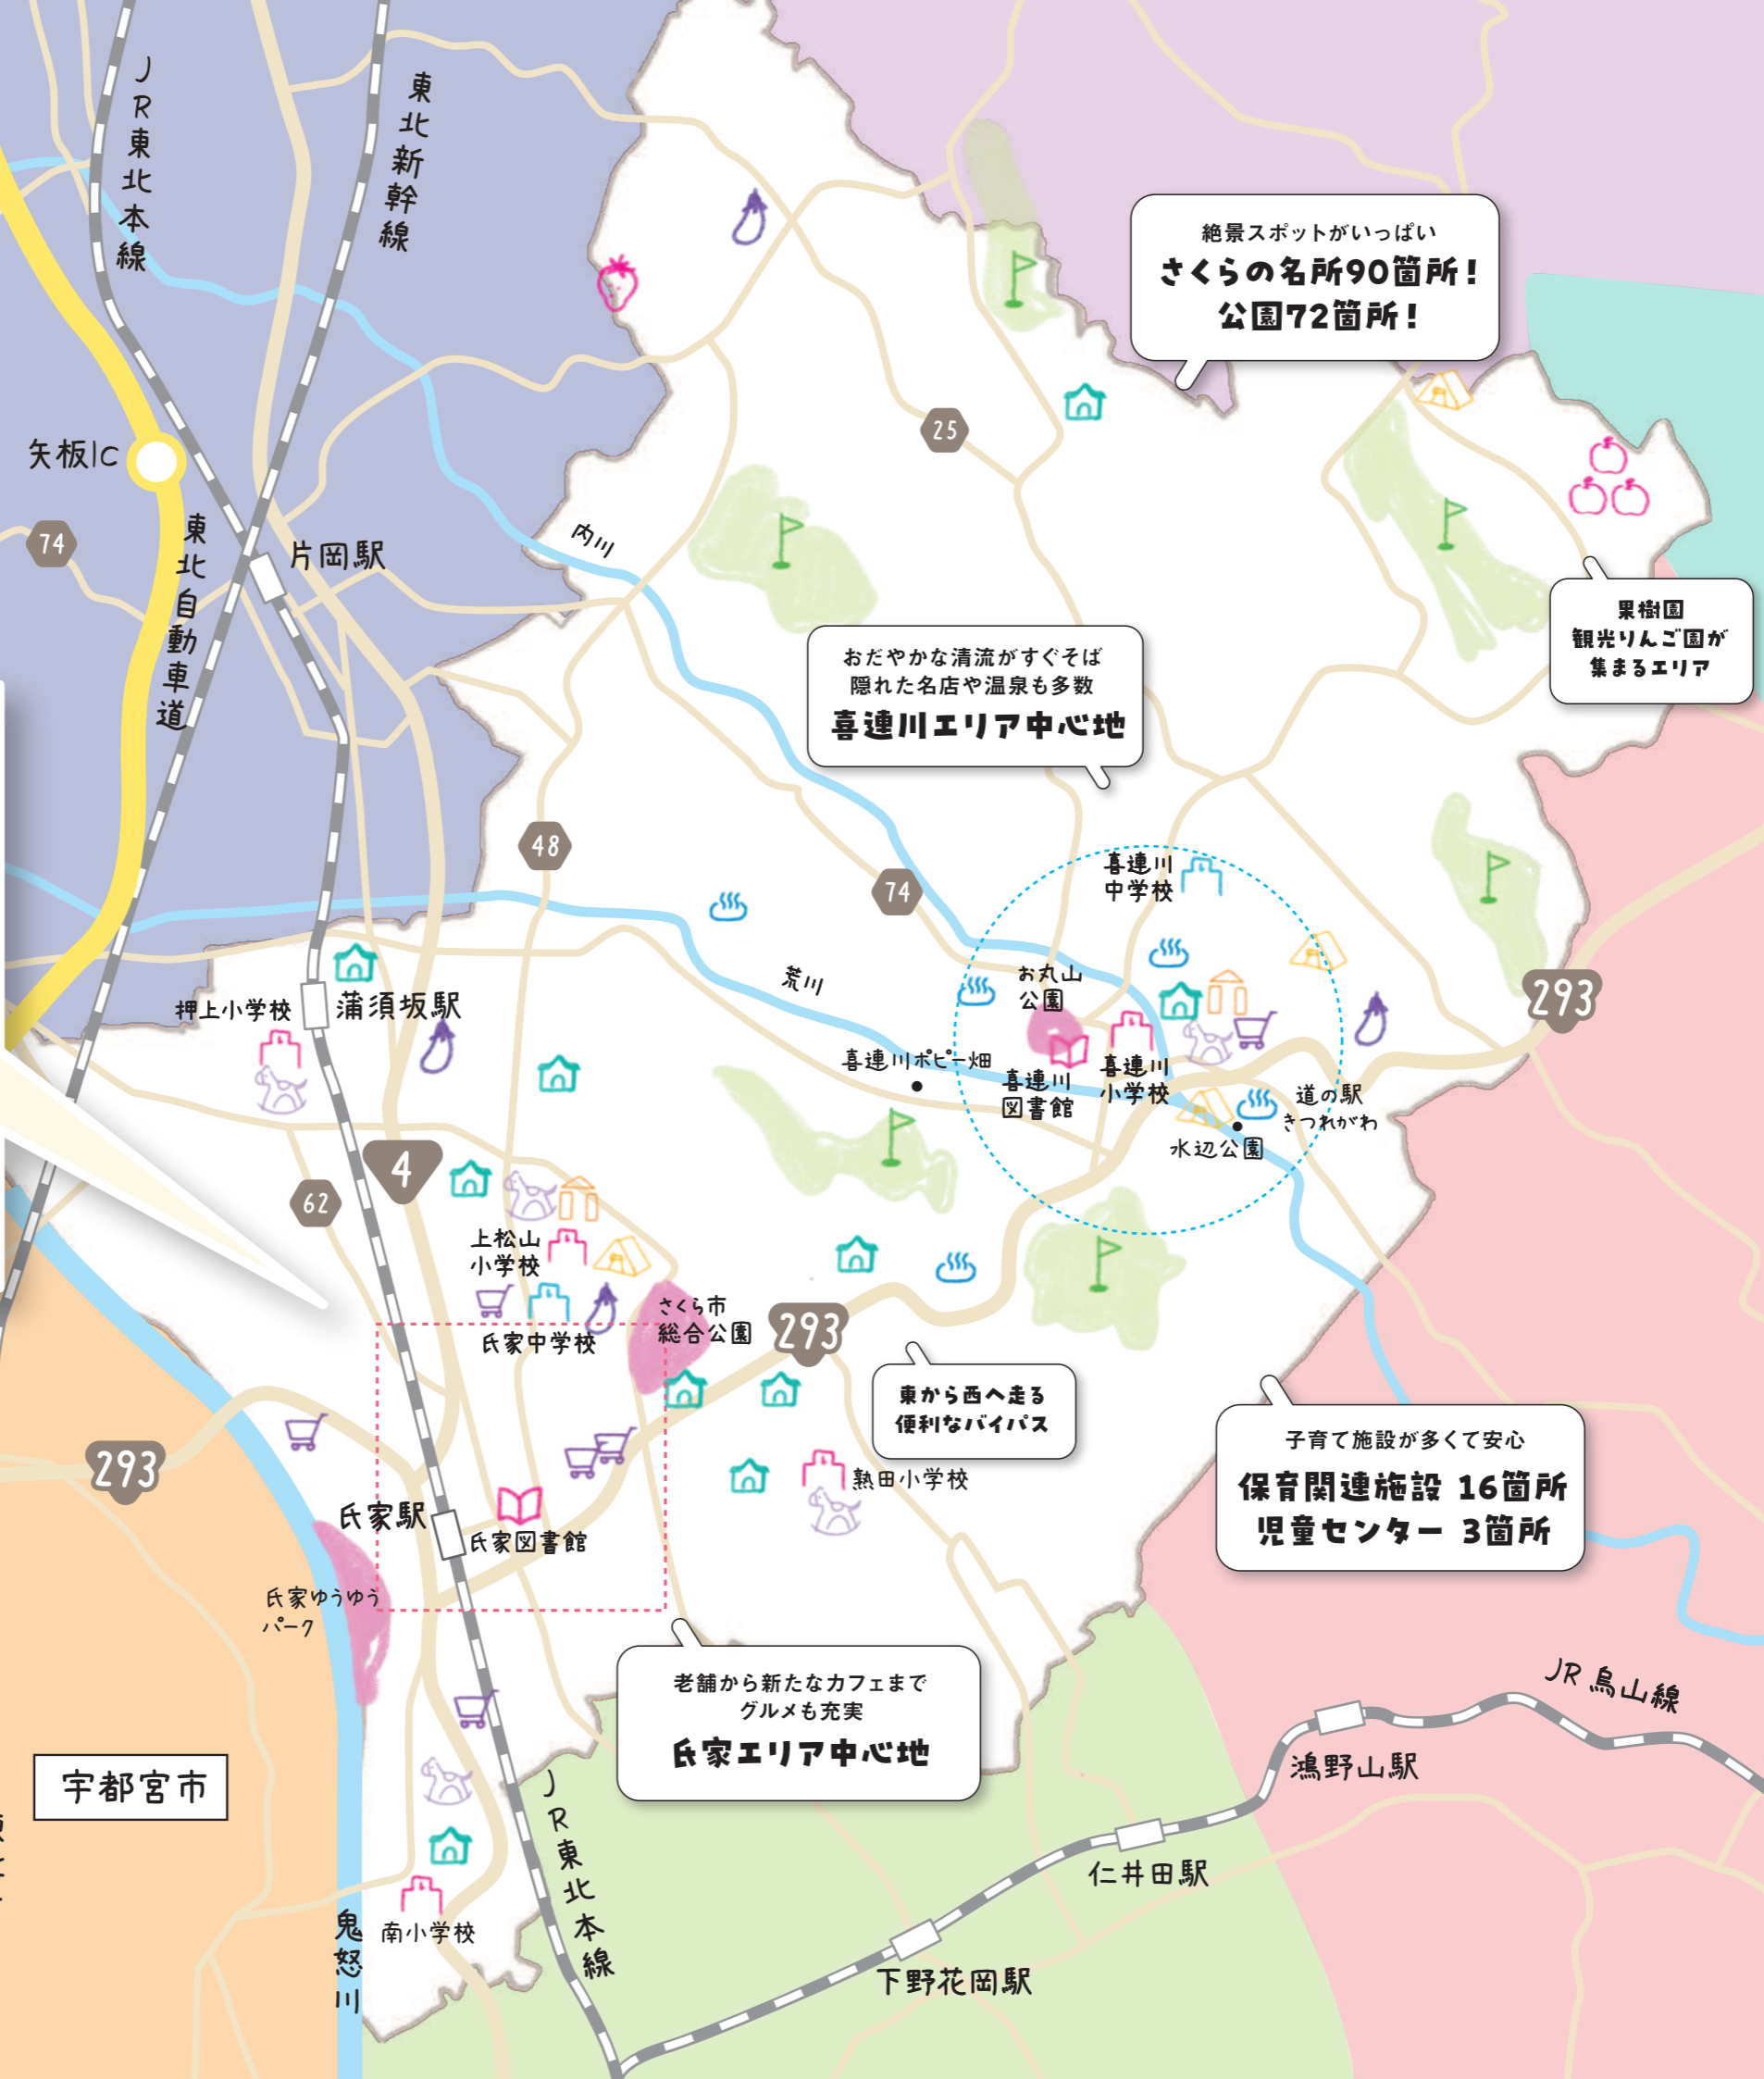 JR東北本線
東北新幹線
絶景スポットがいっぱい
さくらの名所90箇所!
公園72箇所!
25
矢板IC
74
東北自動車道
片岡駅
内川
果樹園
観光りんご園が
集まるエリア
おだやかな清流がすぐそば
隠れた名店や温泉も多数
喜連川エリア中心地
48
74
喜連川
中学校
荒川
お丸山
公園
293
押上小学校
蒲須坂駅
喜連川ポピー畑
喜連川
図書館
喜連川
小学校
道の駅
きつれがわ
水辺公園
4
62
上松山
小学校
氏家中学校
さくら市
総合公園
293
東から西へ走る
便利なバイパス
子育て施設が多くて安心
保育関連施設 16箇所
児童センター 3箇所
293
熱田小学校
氏家駅
氏家図書館
氏家ゆうゆう
パーク
老舗から新たなカフェまで
グルメも充実
氏家エリア中心地
JR烏山線
鴻野山駅
宇都宮市
JR東北本線
仁井田駅
鬼怒川
南小学校
下野花岡駅